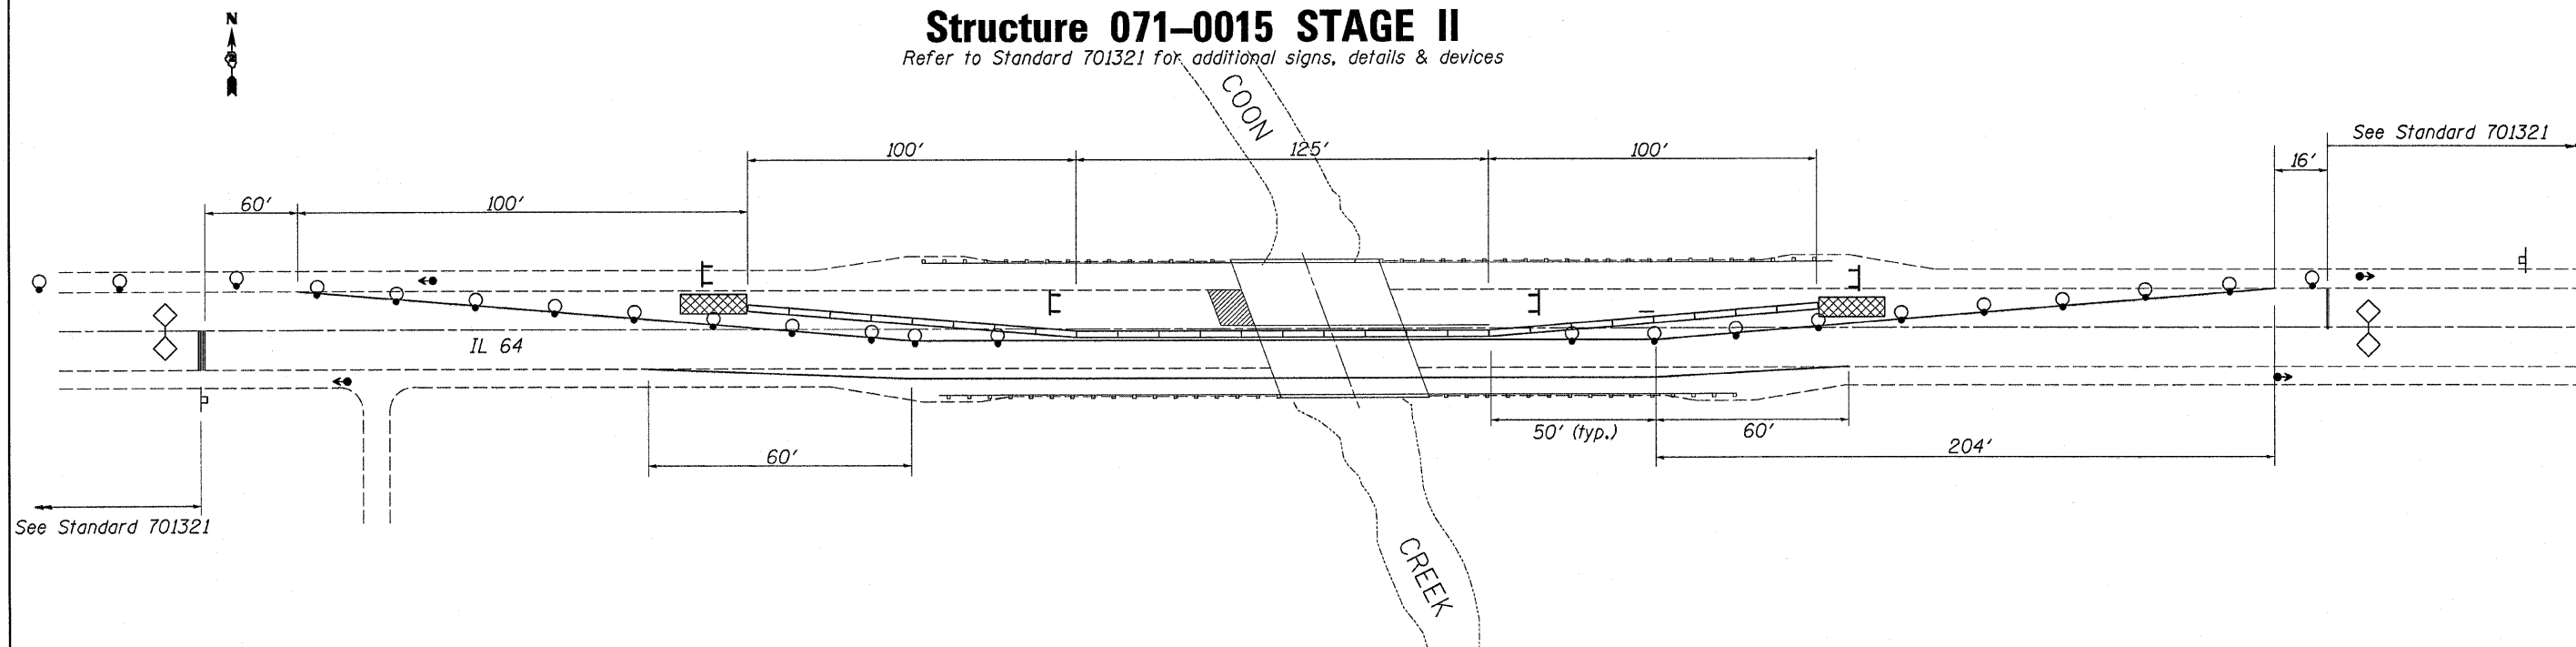 N
Structure 071–0015 STAGE II
Refer to Standard 701321 for additional signs, details & devices
COON
See Standard 701321
100'
125'
100'
16'
60'
100'
IL 64
50' (typ.)
60'
60'
204'
See Standard 701321
CREEK